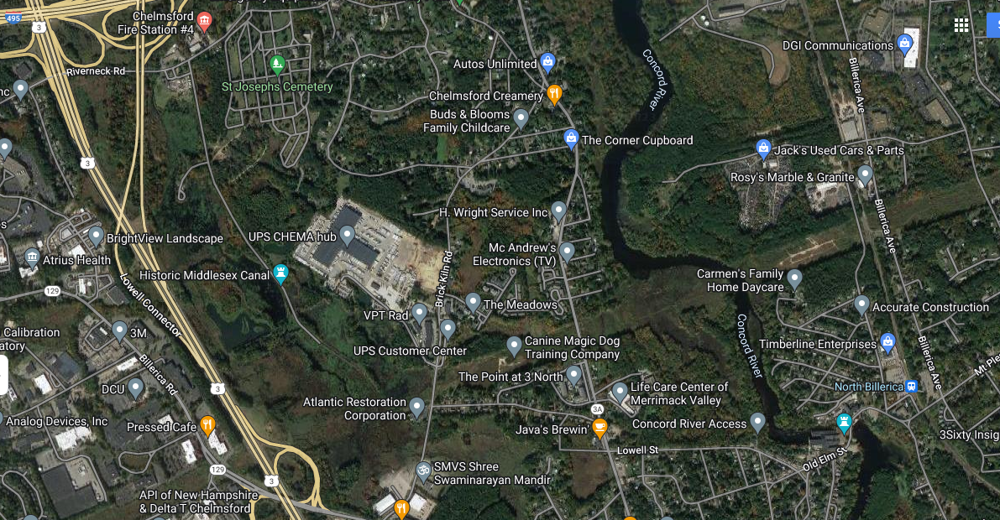 495
Chelmsford
Fire Station #4
3
DGI Communications
Riverneck Rd
St Josephs Cemetery
Autos Unlimited
Concord River
Billerica Ave
nc
Chelmsford Creamery
Buds & Blooms
Family Childcare
The Corner Cupboard
Jack's Used Cars & Parts
3
Rosy's Marble & Granite
H. Wright Service Inc
Billerica Ave
es
BrightView Landscape
UPS CHEMA hub
Atrius Health
Mc Andrew's
Electronics (TV)
Historic Middlesex Canal
Brick Kiln Rd
Carmen's Family
Home Daycare
129
Lowell Connector
The Meadows
VPT Rad
Accurate Construction
Calibration
atory
3M
UPS Customer Center
Canine Magic Dog
Training Company
Concord River
Timberline Enterprises
Billerica Ave
Mt Ple
Billerica Rd
The Point at 3 North
DCU
3
Life Care Center of
Merrimack Valley
North Billerica
Atlantic Restoration
Corporation
3A
Analog Devices, Inc
Pressed Cafe
Java's Brewin'
Concord River Access
3Sixty Insig
Lowell St
Old Elm St
129
3
SMVS Shree
Swaminarayan Mandir
API of New Hampshire
& Delta T Chelmsford